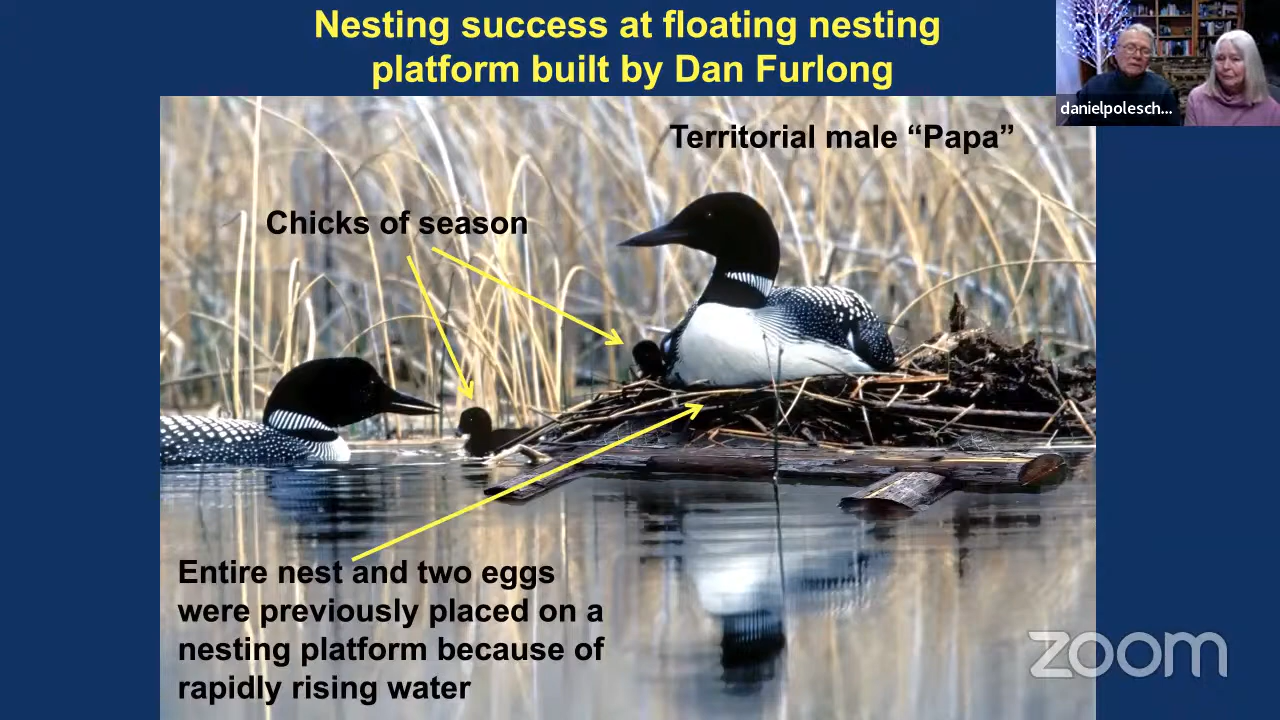 Nesting success at floating nesting
platform built by Dan Furlong
danielpolesch...
Territorial male “Papa”
Chicks of season
Entire nest and two eggs
were previously placed on a
nesting platform because of
rapidly rising water
zoom